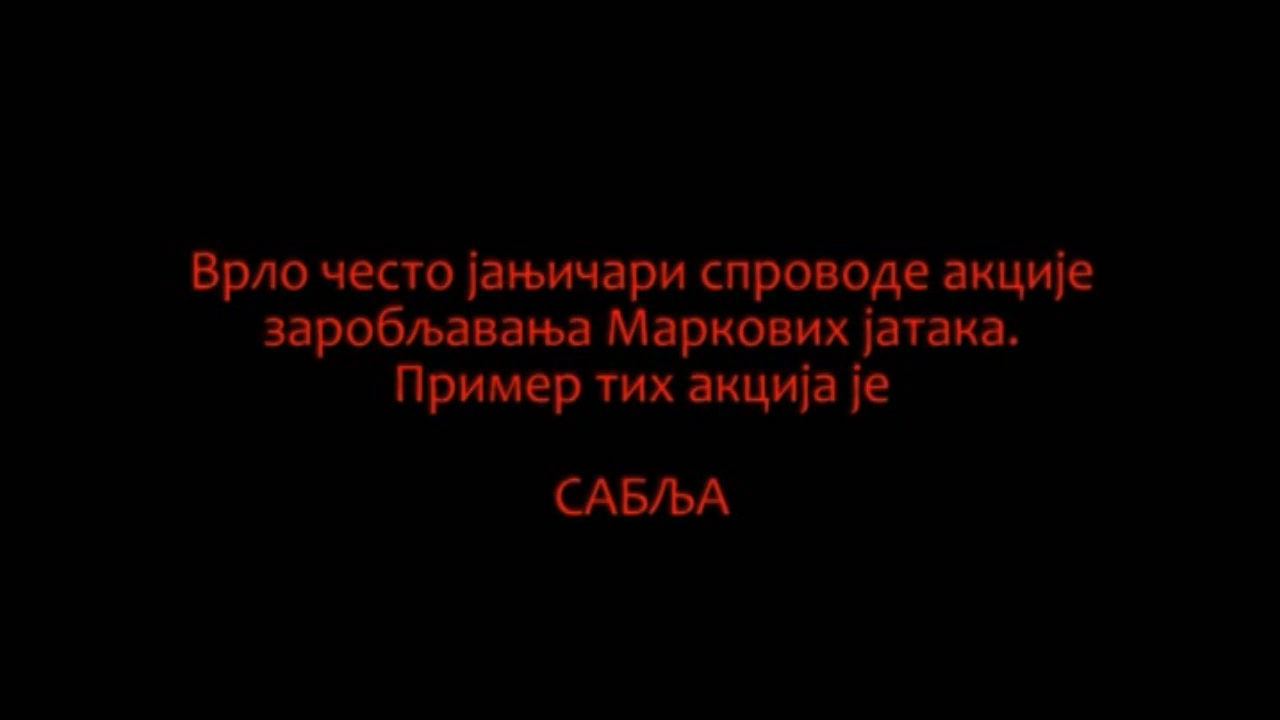 Врло често јањичари спроводе акције
заробљавања Маркових јатака.
Пример тих акција је
САБЉА